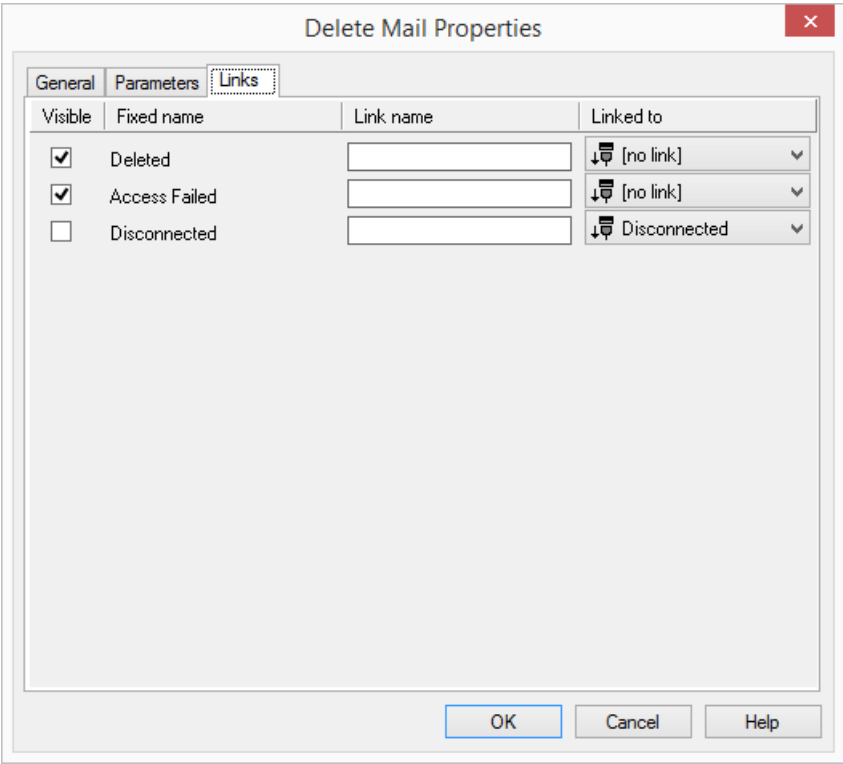 Delete Mail Properties
General Parameters Links
Visible Fixed name Link name Linked to
Deleted [no link]
Access Failed [no link]
Disconnected Disconnected
OK Cancel Help